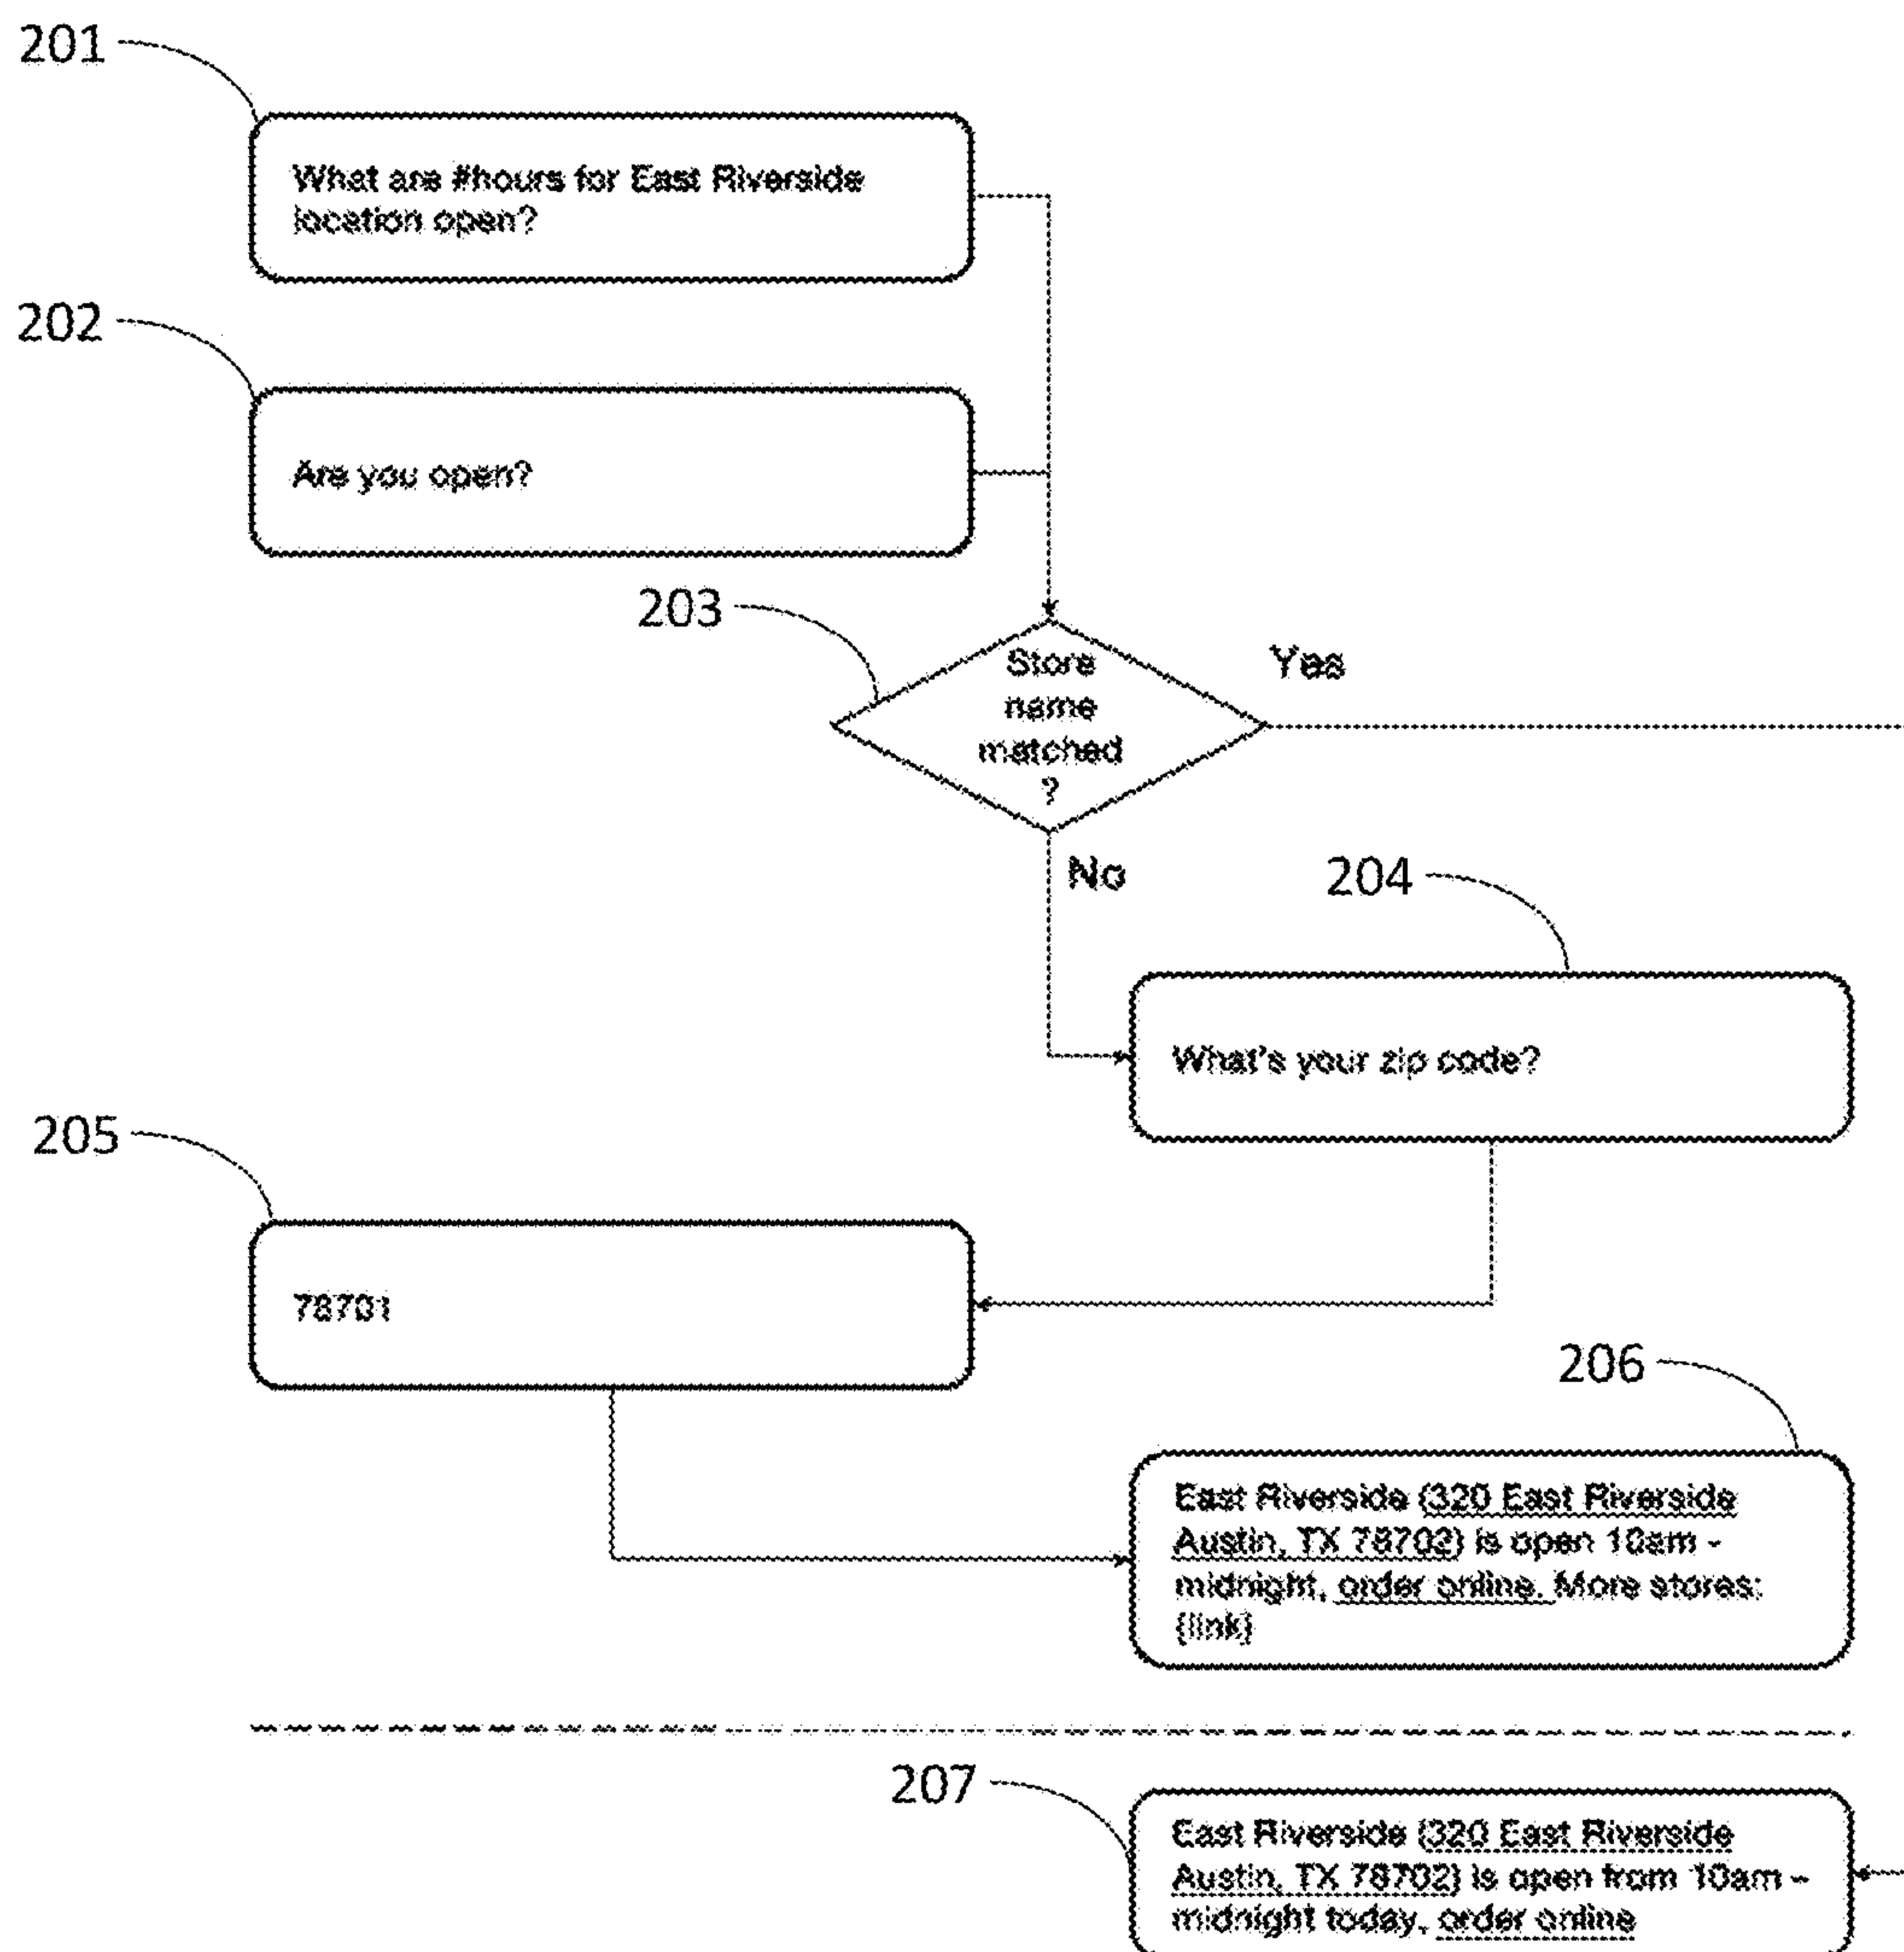 201
What are #hours for East Riverside
location open?
202
Are you open?
203
Store
name
matched
?
Yes
No
204
What's your zip code?
205
78701
206
East Riverside (320 East Riverside
Austin, TX 78702) is open 10am -
midnight, order online. More stores:
{link}
207
East Riverside (320 East Riverside
Austin, TX 78702) is open from 10am –
midnight today, order online